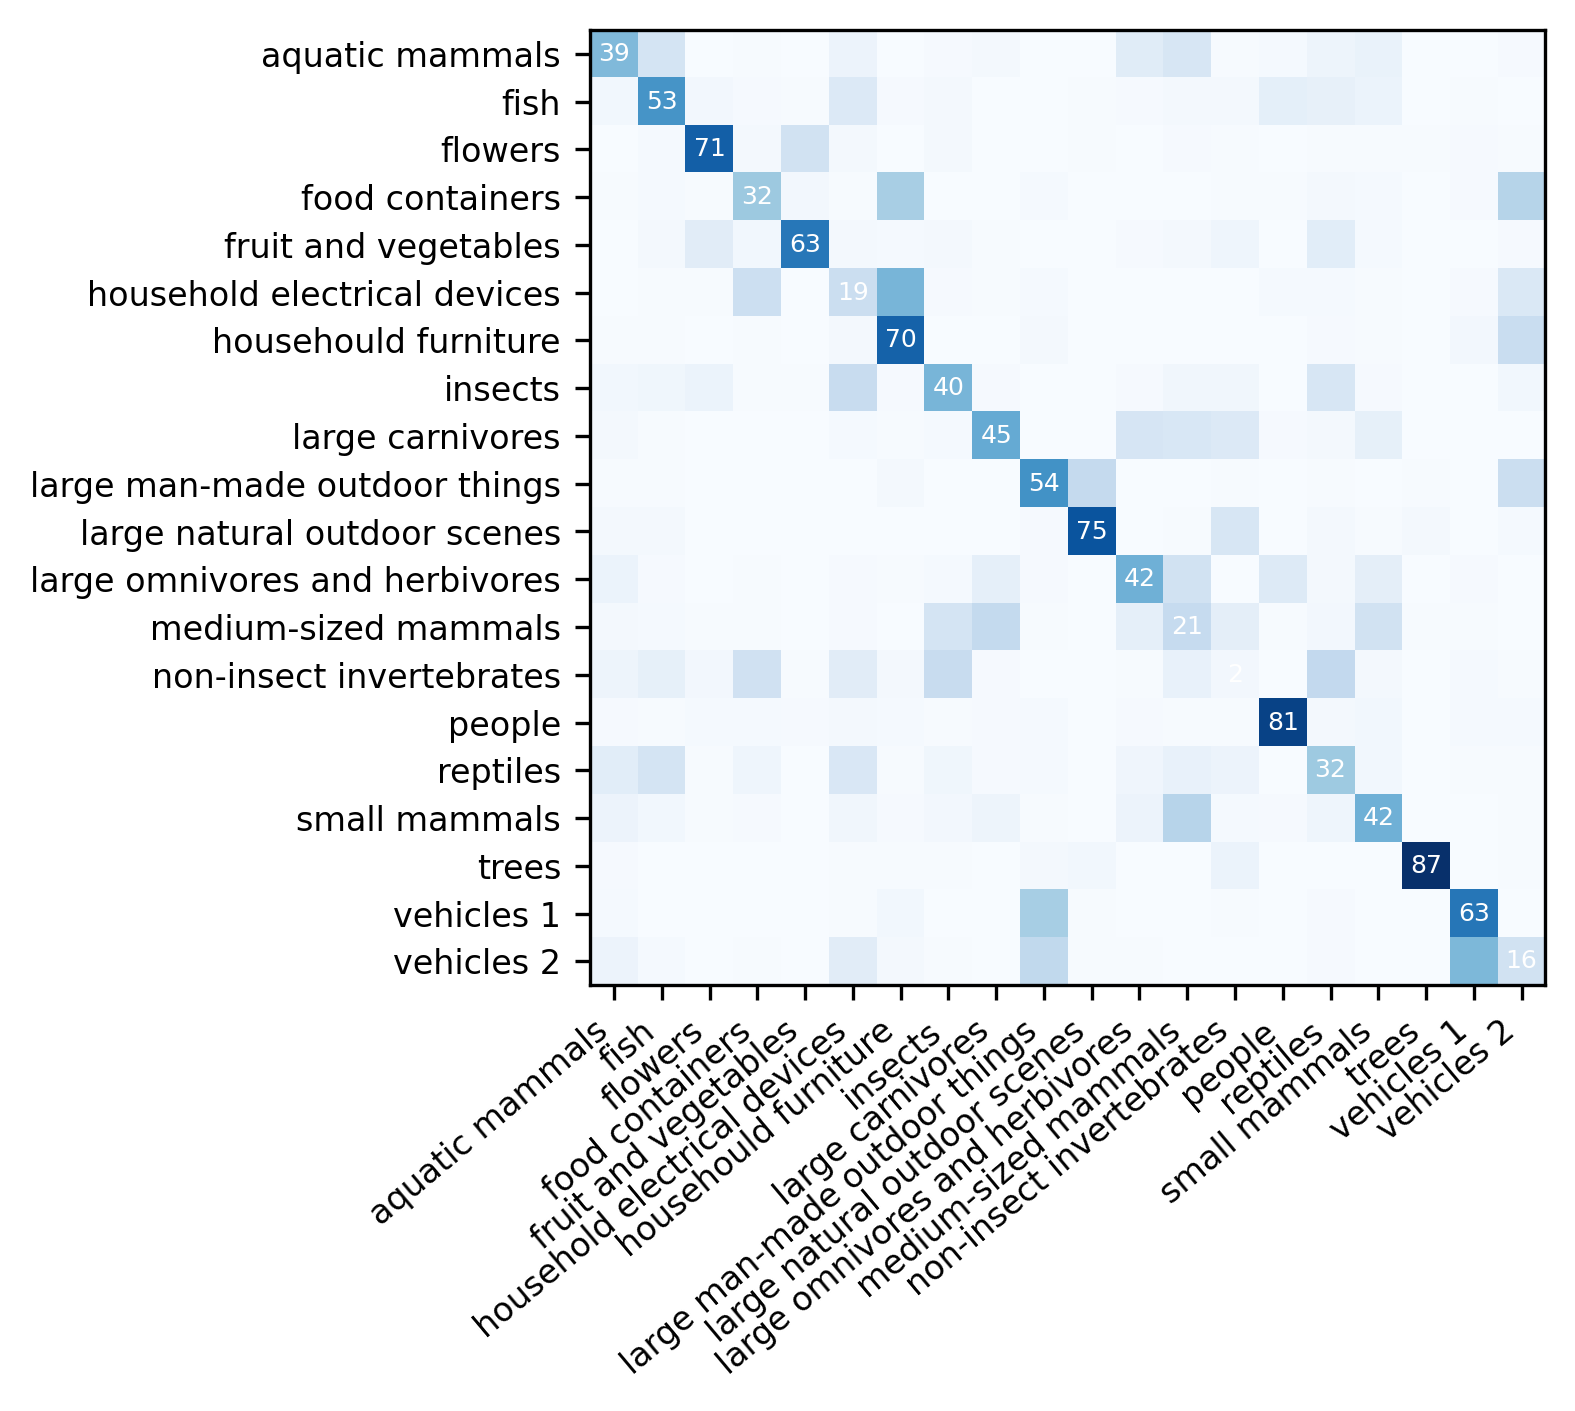 aquatic mammals 39
fish 53
flowers 71
food containers 32
fruit and vegetables 63
household electrical devices 19
househould furniture 70
insects 40
large carnivores 45
large man-made outdoor things 54
large natural outdoor scenes 75
large omnivores and herbivores 42
medium-sized mammals 21
non-insect invertebrates 2
people 81
reptiles 32
small mammals 42
trees 87
vehicles 1 63
vehicles 2 16
aquatic mammals
fish
flowers
food containers
fruit and vegetables
household electrical devices
househould furniture
insects
large carnivores
large man-made outdoor things
large natural outdoor scenes
large omnivores and herbivores
medium-sized mammals
non-insect invertebrates
people
reptiles
small mammals
trees
vehicles 1
vehicles 2